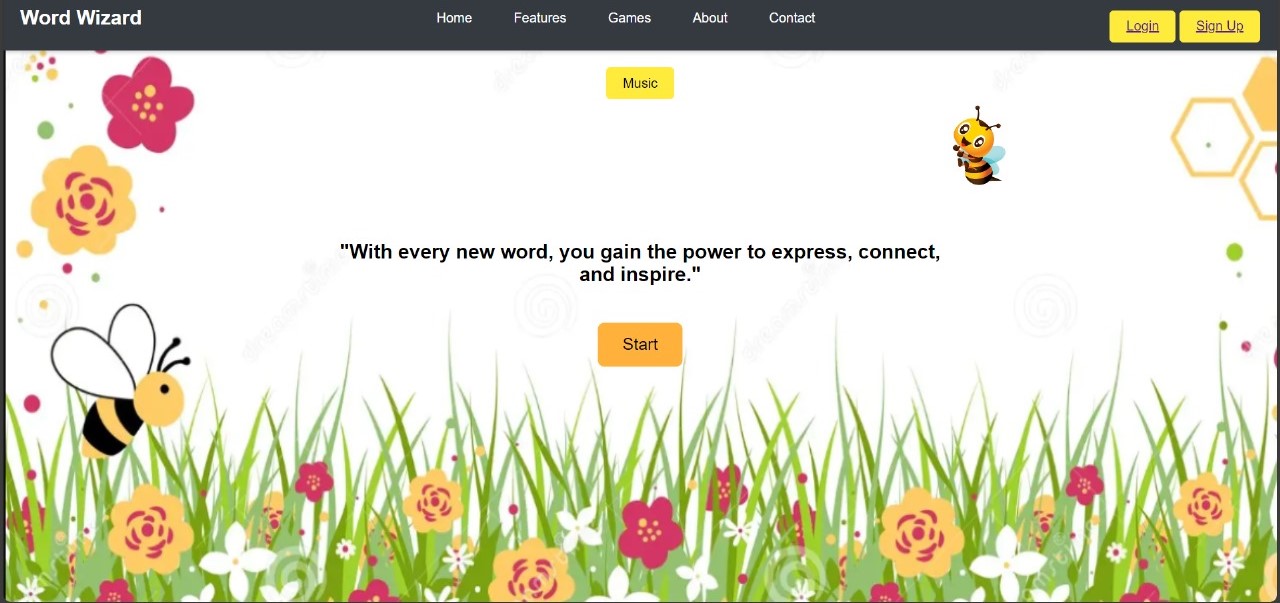 Word Wizard
Home
Features
Games
About
Contact
Login
Sign Up
Music
"With every new word, you gain the power to express, connect,
and inspire."
Start